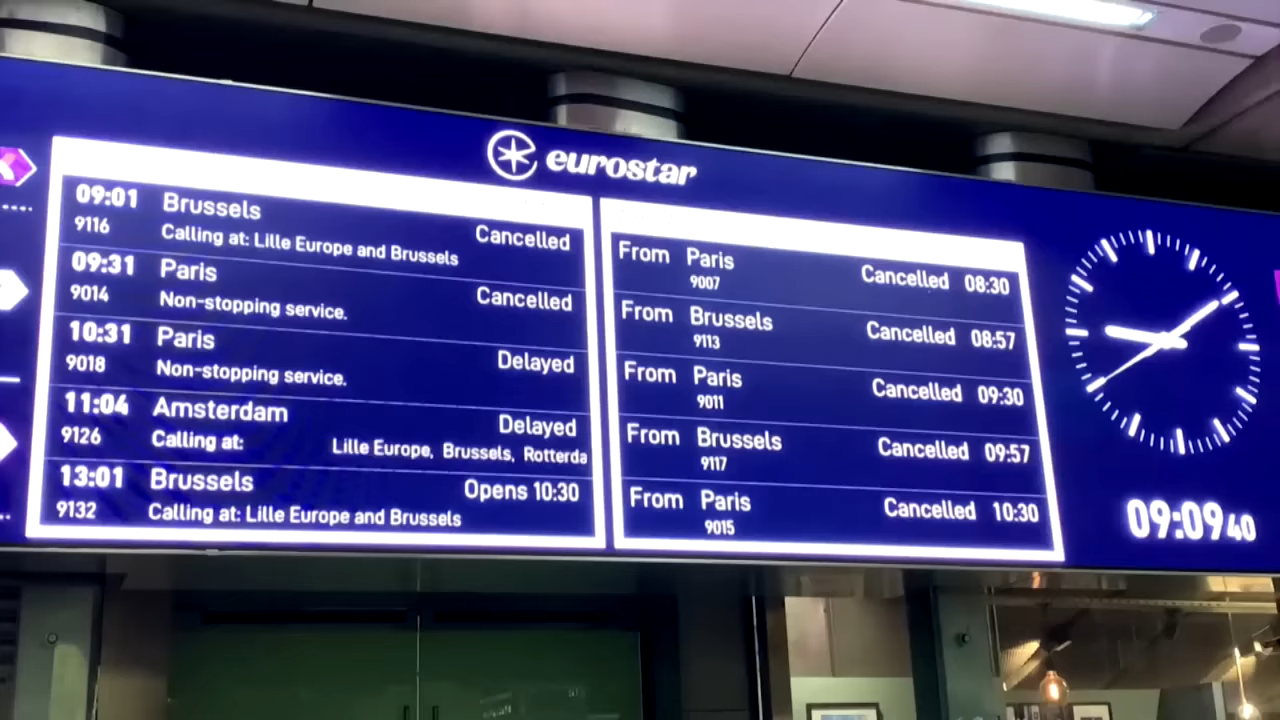 eurostar
09:01 Brussels Cancelled
9116 Calling at: Lille Europe and Brussels
09:31 Paris Cancelled
9014 Non-stopping service.
10:31 Paris Delayed
9018 Non-stopping service.
11:04 Amsterdam Delayed
9126 Calling at: Lille Europe, Brussels, Rotterda
13:01 Brussels Opens 10:30
9132 Calling at: Lille Europe and Brussels
From Paris Cancelled 08:30
9007
From Brussels Cancelled 08:57
9113
From Paris Cancelled 09:30
9011
From Brussels Cancelled 09:57
9117
From Paris Cancelled 10:30
9015
09:09 40